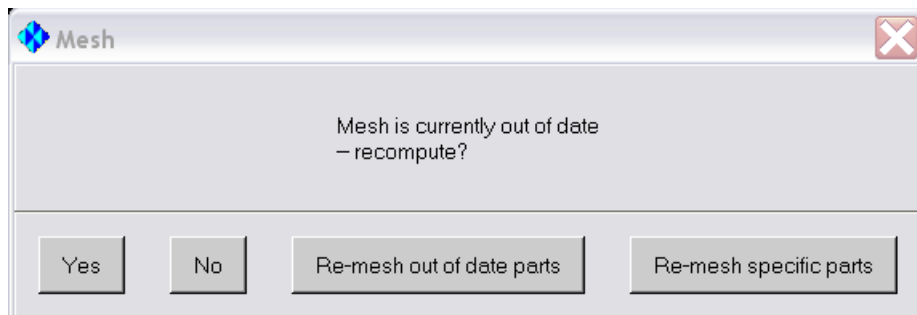 Mesh
Mesh is currently out of date
– recompute?
Yes No Re-mesh out of date parts Re-mesh specific parts